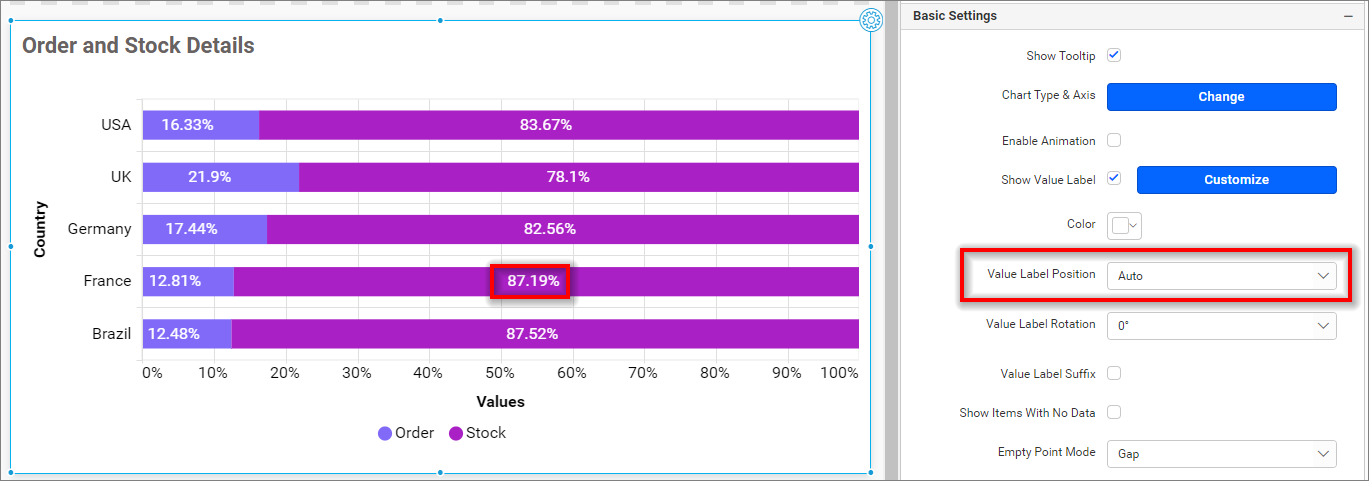 Order and Stock Details
Country
USA
16.33%
83.67%
UK
21.9%
78.1%
Germany
17.44%
82.56%
France
12.81%
87.19%
Brazil
12.48%
87.52%
0% 10% 20% 30% 40% 50% 60% 70% 80% 90% 100%
Values
Order Stock
Basic Settings
Show Tooltip
Chart Type & Axis Change
Enable Animation
Show Value Label Customize
Color
Value Label Position Auto
Value Label Rotation 0°
Value Label Suffix
Show Items With No Data
Empty Point Mode Gap